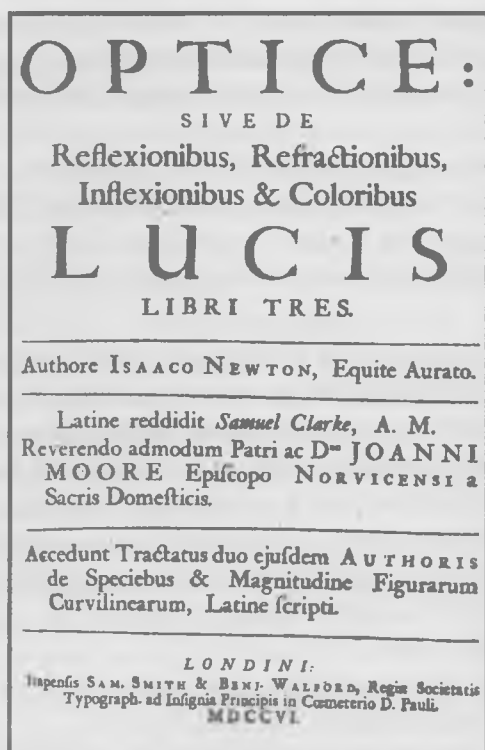 OPTICE:
SIVE DE
Reflexionibus, Refractionibus,
Inflexionibus & Coloribus
LUCIS
LIBRI TRES.
Authore ISAACO NEWTON, Equite Aurato.
Latine reddidit Samuel Clarke, A. M.
Reverendo admodum Patri ac Dno JOANNI
MOORE Epiſcopo NORVICENSI a
Sacris Domeſticis.
Accedunt Tractatus duo ejuſdem AUTHORIS
de Speciebus & Magnitudine Figurarum
Curvilinearum, Latine ſcripti.
LONDINI:
Impenſis SAM. SMITH & BENJ. WALFORD, Regiæ Societatis
Typograph. ad Inſignia Principis in Cœmeterio D. Pauli.
MDCCVI.